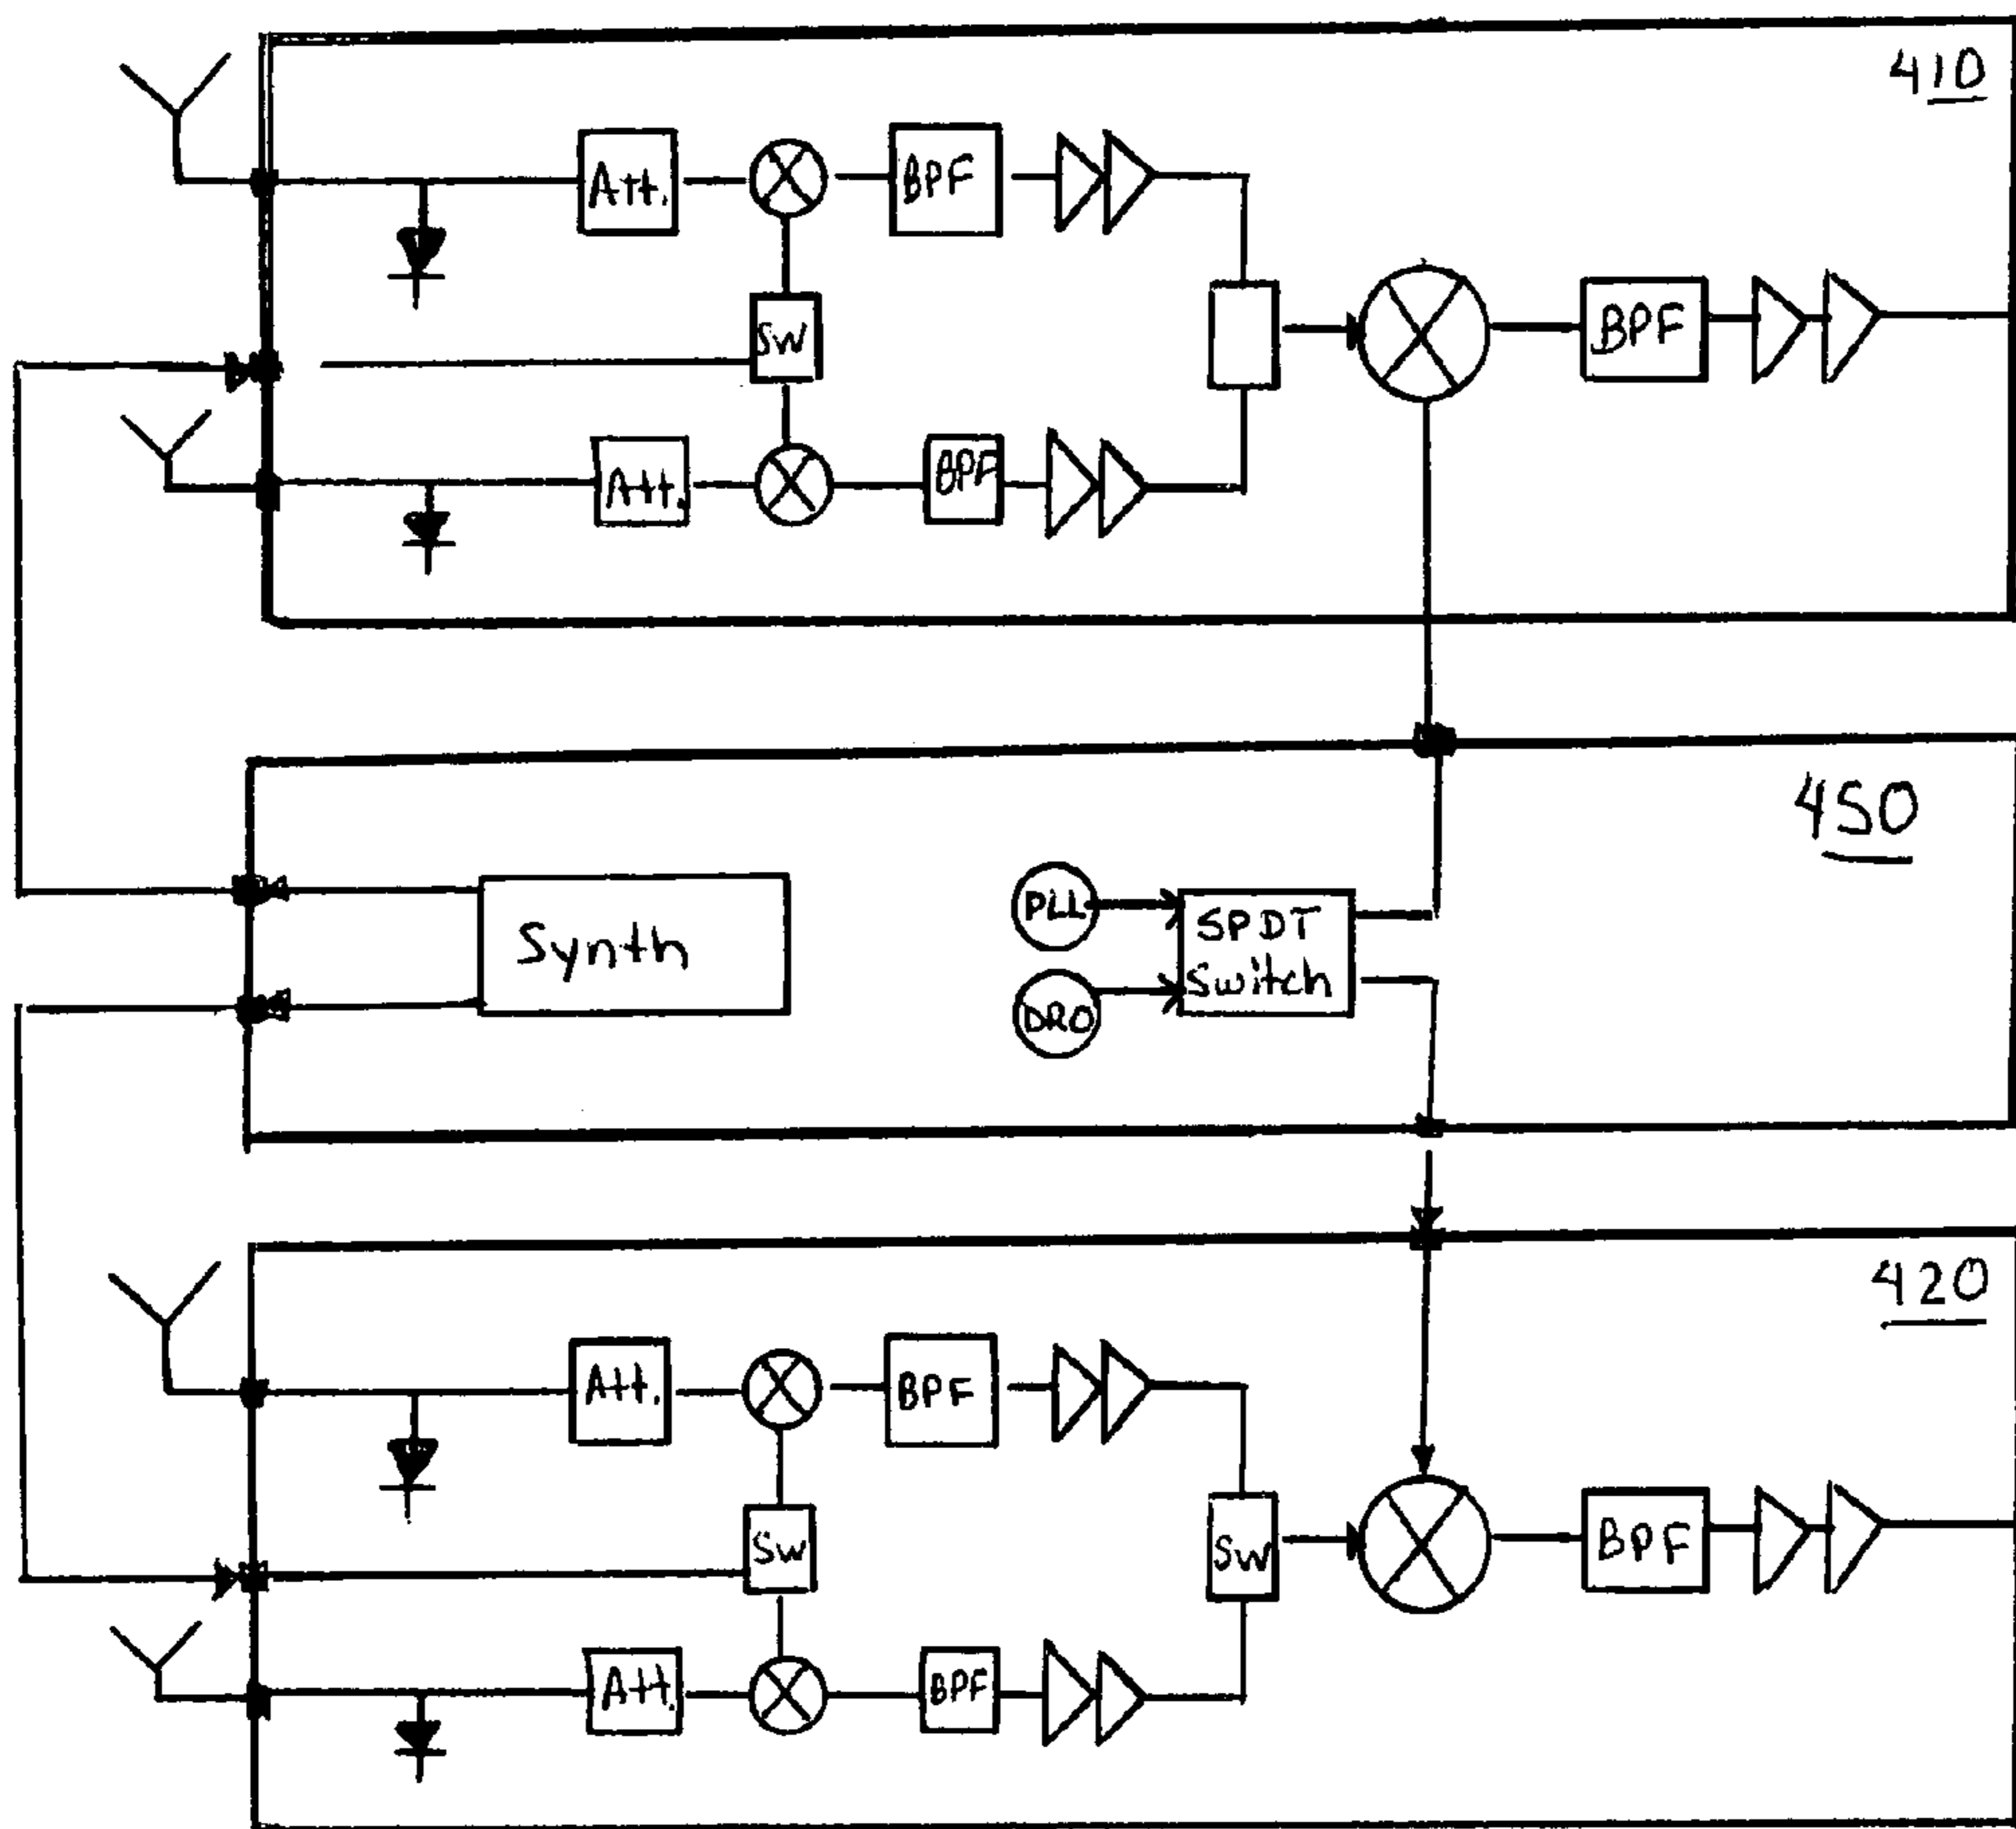 410
Att.
BPF
SW
BPF
Att.
BPF
450
Synth
PLL
SPDT
Switch
DRO
420
Att.
BPF
SW
SW
BPF
Att.
BPF